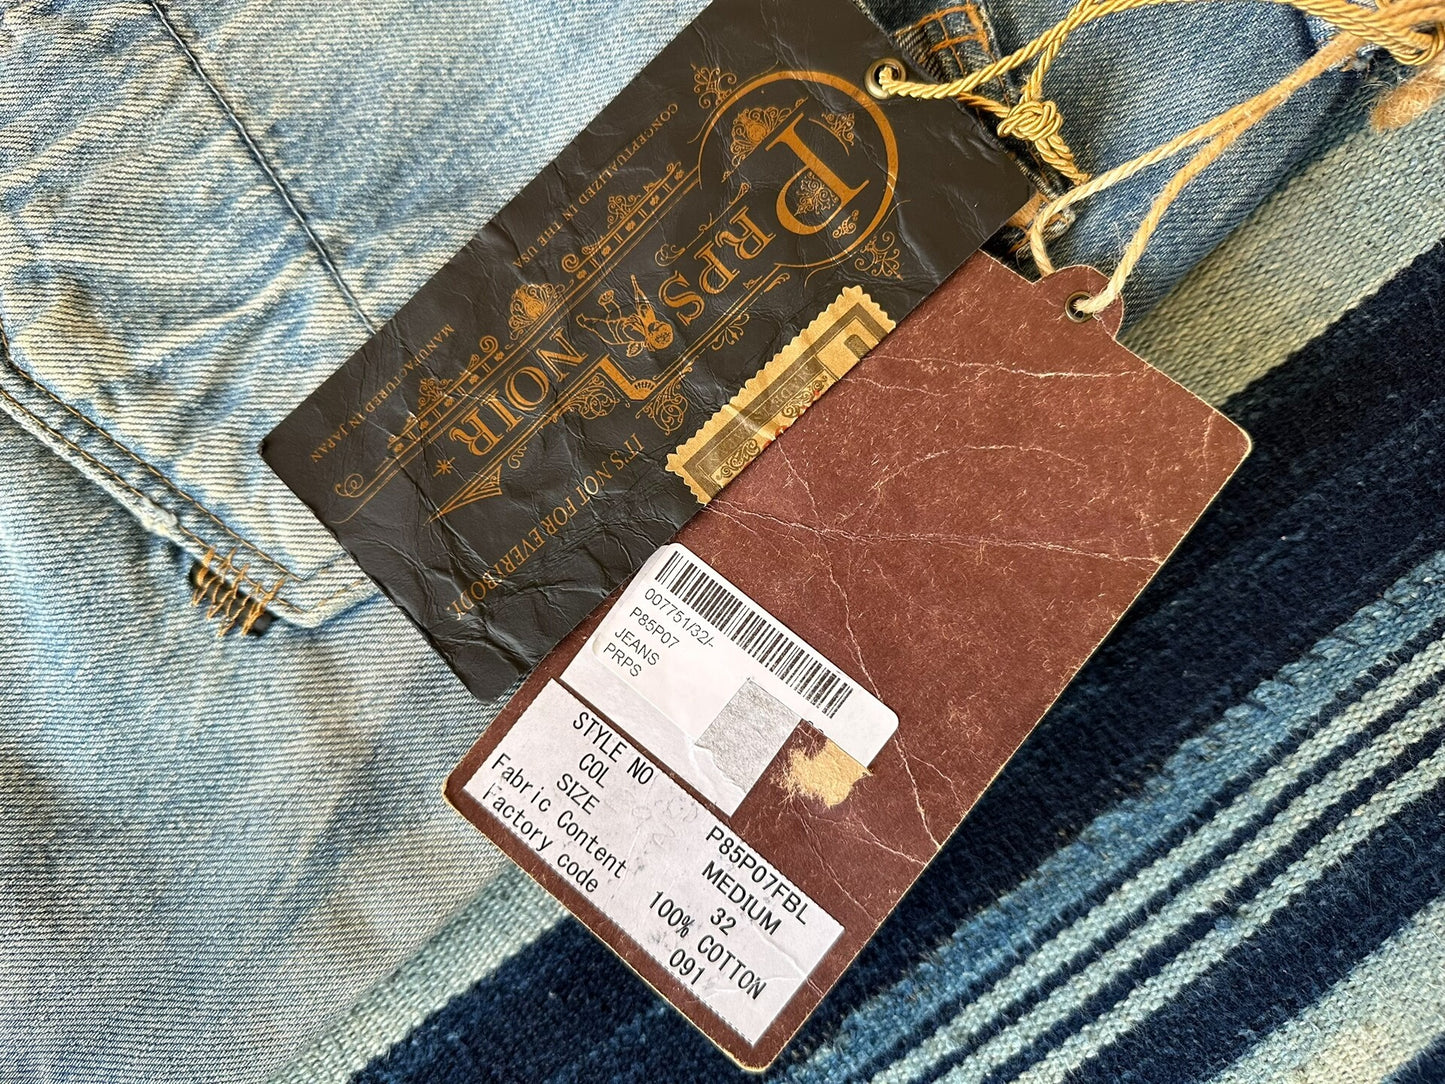 P
PRPS
NOIR
CONCEPTUALIZED IN THE USA
MANUFACTURED IN JAPAN
IT'S NOT FOR EVERYBODY.
007751/32/-
P85P07
JEANS
PRPS
STYLE NO P85P07FBL
COL MEDIUM
SIZE 32
Fabric Content 100% COTTON
Factory code 091